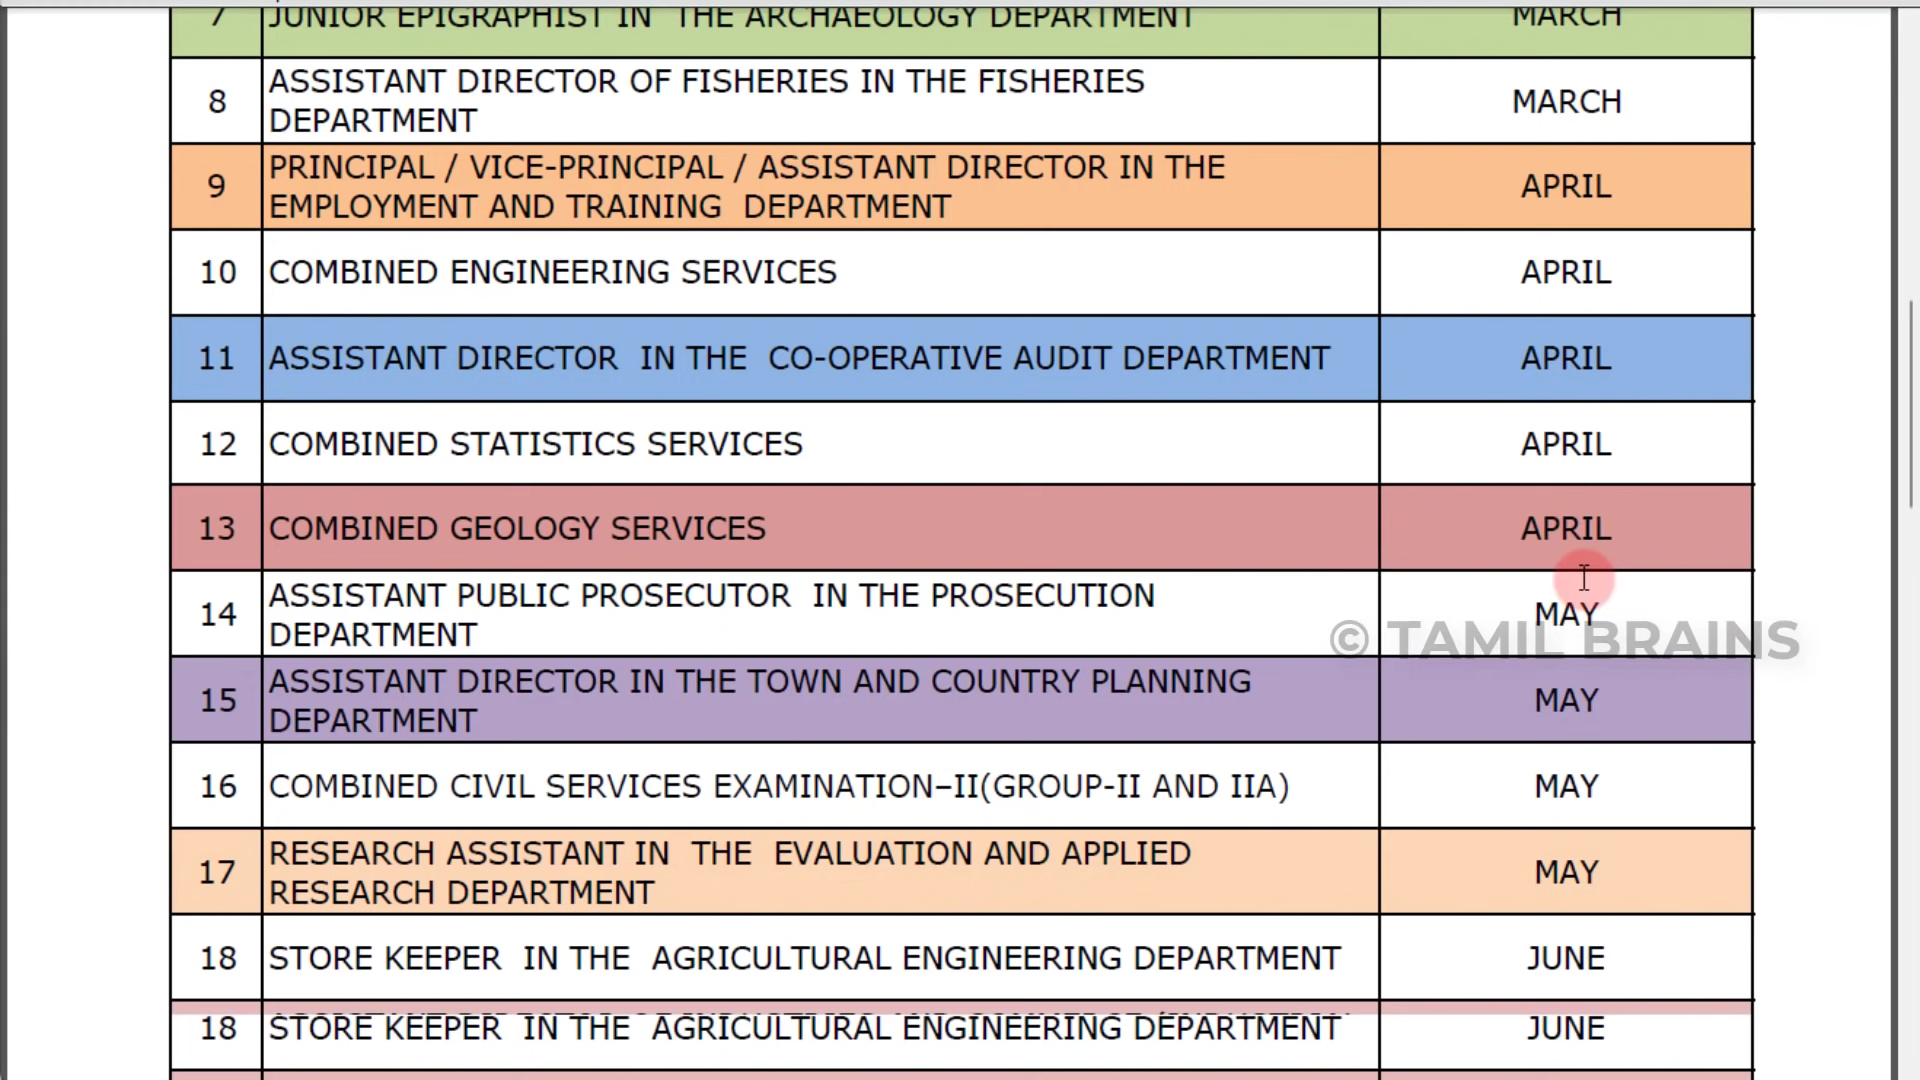 7 JUNIOR EPIGRAPHIST IN THE ARCHAEOLOGY DEPARTMENT MARCH
8 ASSISTANT DIRECTOR OF FISHERIES IN THE FISHERIES
DEPARTMENT MARCH
9 PRINCIPAL / VICE-PRINCIPAL / ASSISTANT DIRECTOR IN THE
EMPLOYMENT AND TRAINING DEPARTMENT APRIL
10 COMBINED ENGINEERING SERVICES APRIL
11 ASSISTANT DIRECTOR IN THE CO-OPERATIVE AUDIT DEPARTMENT APRIL
12 COMBINED STATISTICS SERVICES APRIL
13 COMBINED GEOLOGY SERVICES APRIL
14 ASSISTANT PUBLIC PROSECUTOR IN THE PROSECUTION
DEPARTMENT MAY
© TAMIL BRAINS
15 ASSISTANT DIRECTOR IN THE TOWN AND COUNTRY PLANNING
DEPARTMENT MAY
16 COMBINED CIVIL SERVICES EXAMINATION–II(GROUP-II AND IIA) MAY
17 RESEARCH ASSISTANT IN THE EVALUATION AND APPLIED
RESEARCH DEPARTMENT MAY
18 STORE KEEPER IN THE AGRICULTURAL ENGINEERING DEPARTMENT JUNE
18 STORE KEEPER IN THE AGRICULTURAL ENGINEERING DEPARTMENT JUNE